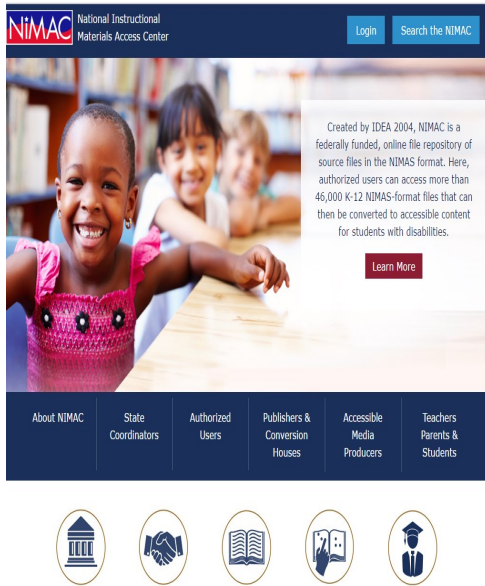 NIMAC
National Instructional
Materials Access Center
Login
Search the NIMAC
Created by IDEA 2004, NIMAC is a
federally funded, online file repository of
source files in the NIMAS format. Here,
authorized users can access more than
46,000 K-12 NIMAS-format files that can
then be converted to accessible content
for students with disabilities.
Learn More
About NIMAC
State
Coordinators
Authorized
Users
Publishers &
Conversion
Houses
Accessible
Media
Producers
Teachers
Parents &
Students